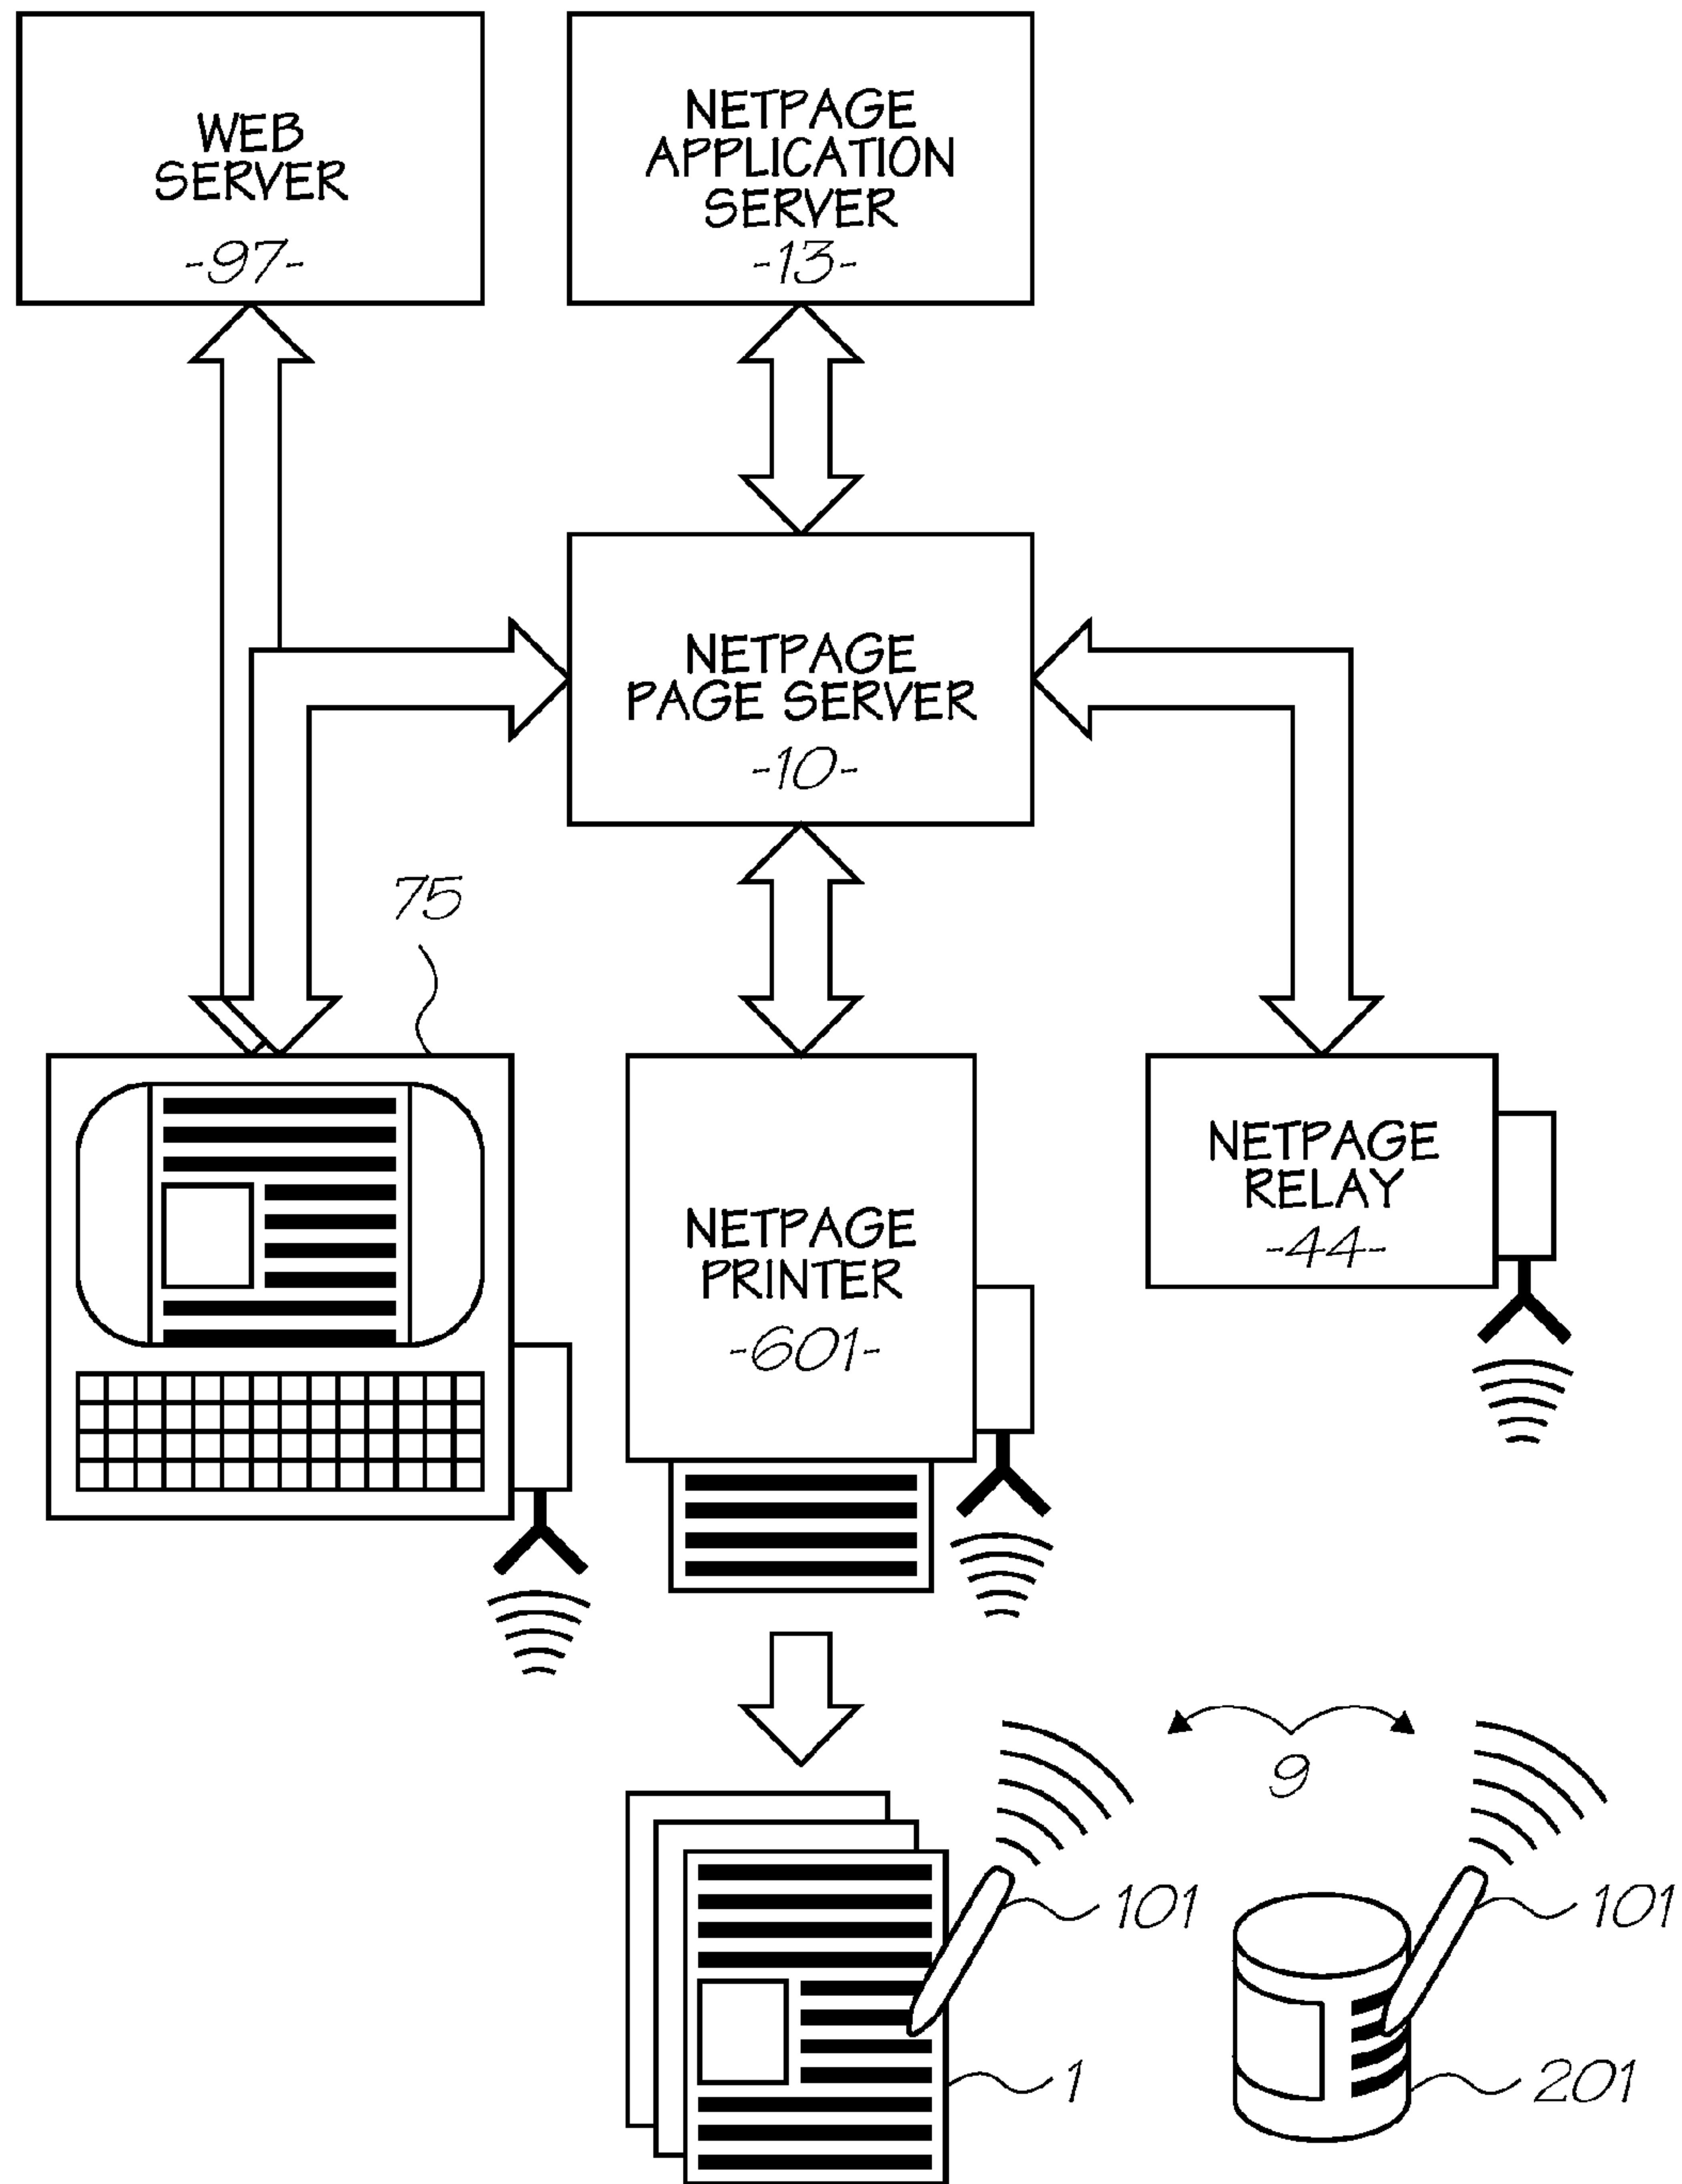 WEB
SERVER
-97-
NETPAGE
APPLICATION
SERVER
-13-
NETPAGE
PAGE SERVER
-10-
75
NETPAGE
PRINTER
-601-
NETPAGE
RELAY
-44-
9
101
101
1
201